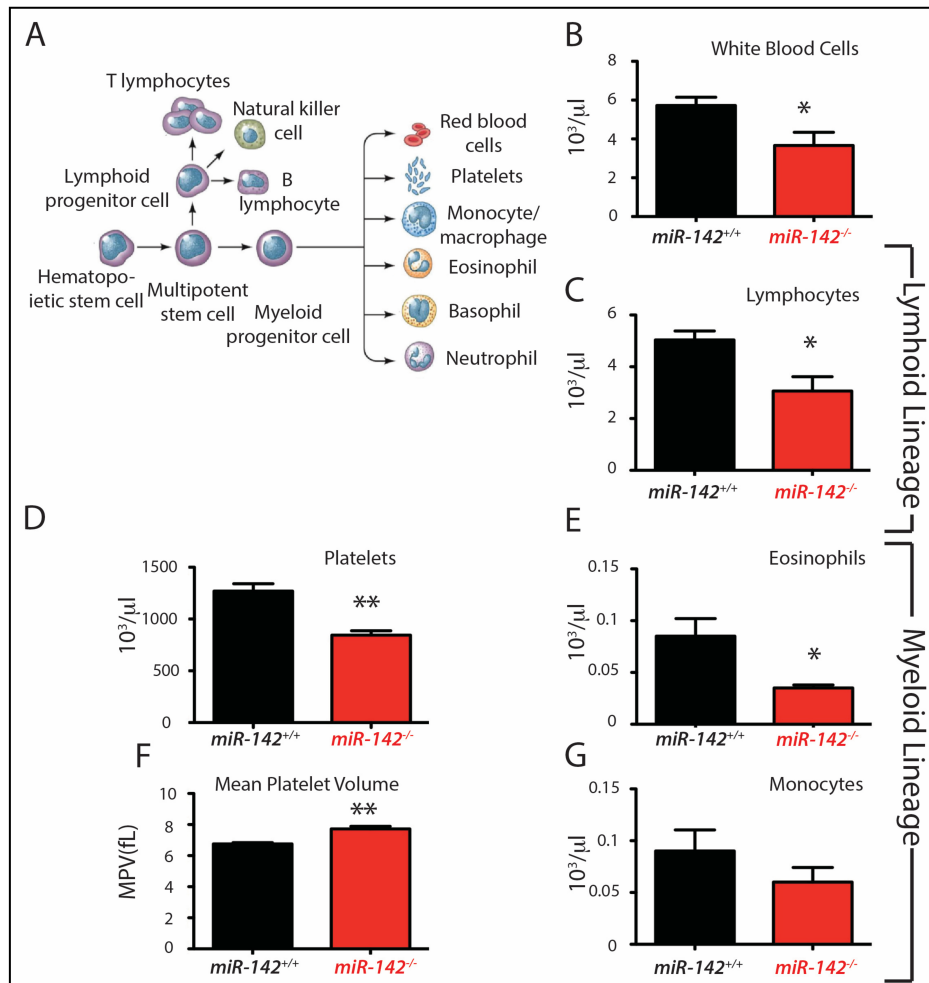 A
T lymphocytes
Natural killer
cell
Lymphoid
progenitor cell
B
lymphocyte
Hematopo-
ietic stem cell
Multipotent
stem cell
Myeloid
progenitor cell
Red blood
cells
Platelets
Monocyte/
macrophage
Eosinophil
Basophil
Neutrophil
B
White Blood Cells
10³/µl
8
6
4
2
0
miR-142+/+
miR-142-/-
*
C
Lymphocytes
10³/µl
6
4
2
0
miR-142+/+
miR-142-/-
*
Lymhoid Lineage
D
Platelets
10³/µl
1500
1000
500
0
miR-142+/+
miR-142-/-
**
E
Eosinophils
10³/µl
0.15
0.1
0.05
0
miR-142+/+
miR-142-/-
*
F
Mean Platelet Volume
MPV(fL)
10
8
6
4
2
0
miR-142+/+
miR-142-/-
**
G
Monocytes
10³/µl
0.15
0.1
0.05
0
miR-142+/+
miR-142-/-
Myeloid Lineage